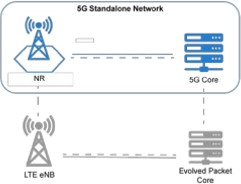 5G Standalone Network
NR
5G Core
LTE eNB
Evolved Packet
Core